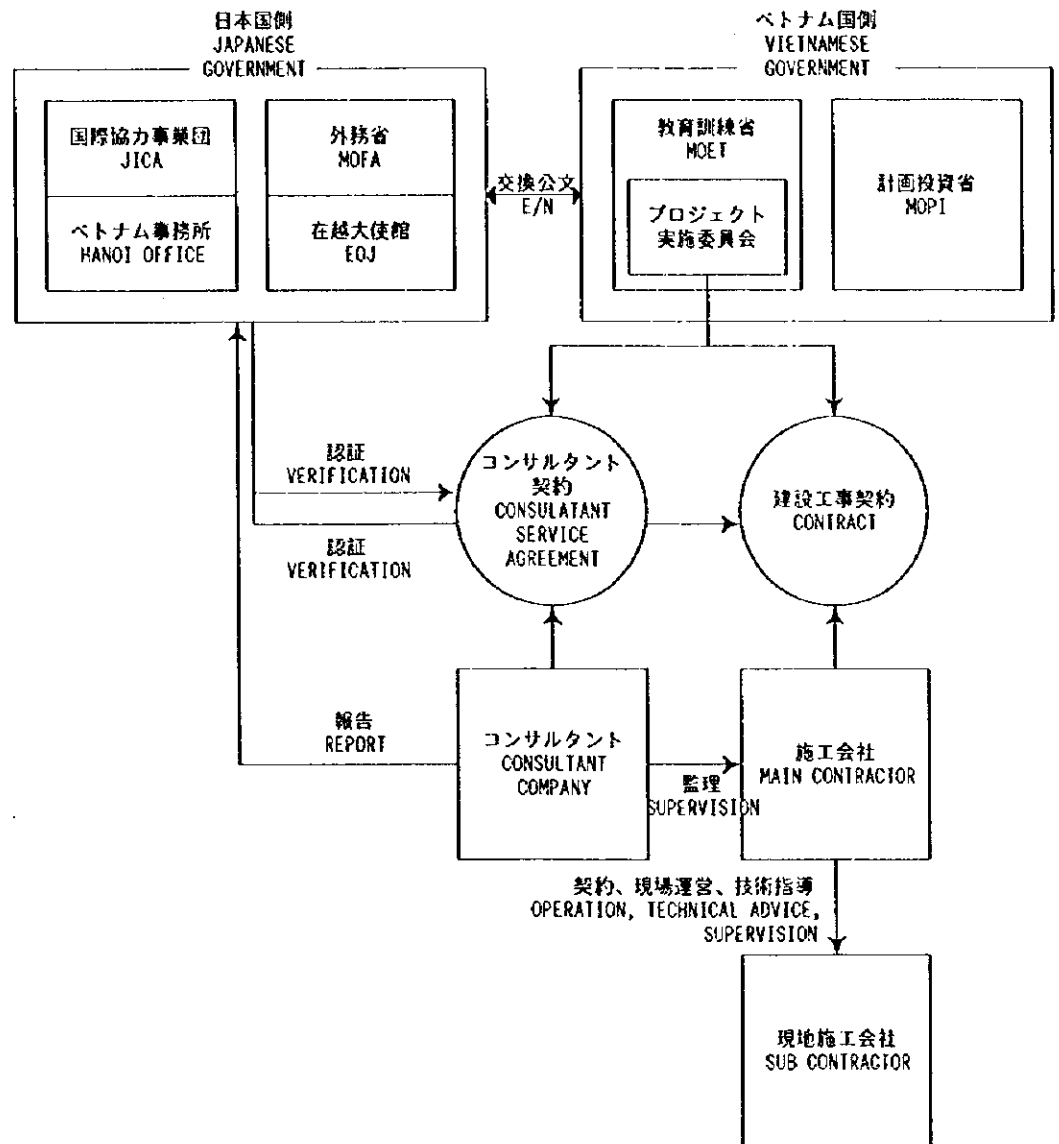 日本国側
JAPANESE
GOVERNMENT
ベトナム国側
VIETNAMESE
GOVERNMENT
国際協力事業団
JICA
ベトナム事務所
HANOI OFFICE
外務省
MOFA
在越大使館
EOJ
交換公文
E/N
教育訓練省
MOET
プロジェクト
実施委員会
計画投資省
MOPI
認証
VERIFICATION
認証
VERIFICATION
コンサルタント
契約
CONSULATANT
SERVICE
AGREEMENT
建設工事契約
CONTRACT
報告
REPORT
コンサルタント
CONSULTANT
COMPANY
監理
SUPERVISION
施工会社
MAIN CONTRACTOR
契約、現場運営、技術指導
OPERATION, TECHNICAL ADVICE,
SUPERVISION
現地施工会社
SUB CONTRACTOR